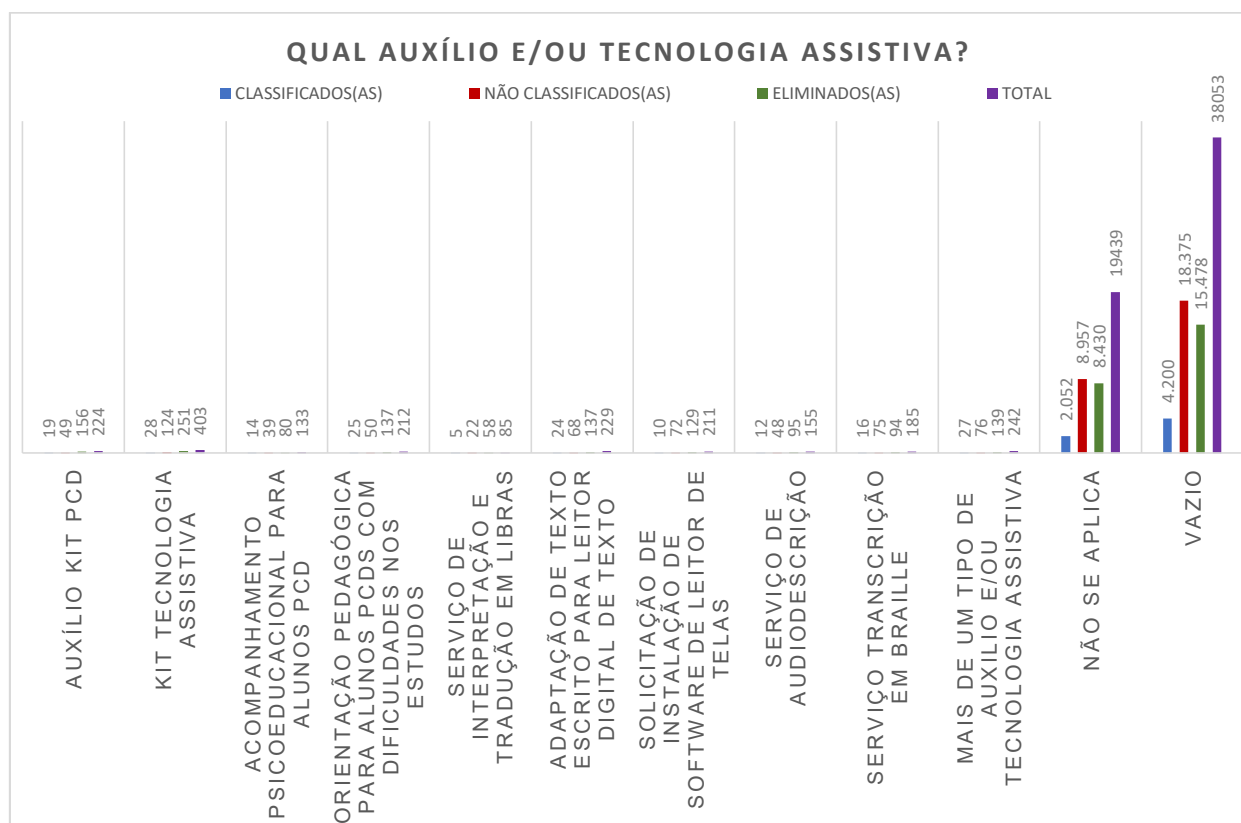 QUAL AUXÍLIO E/OU TECNOLOGIA ASSISTIVA?
CLASSIFICADOS(AS) NÃO CLASSIFICADOS(AS) ELIMINADOS(AS) TOTAL
19
49
156
224
28
124
251
403
14
39
80
133
25
50
137
212
5
22
58
85
24
68
137
229
10
72
129
211
12
48
95
155
16
75
94
185
27
76
139
242
2.052
8.957
8.430
19439
4.200
18.375
15.478
38053
AUXÍLIO KIT PCD
KIT TECNOLOGIA
ASSISTIVA
ACOMPANHAMENTO
PSICOEDUCACIONAL PARA
ALUNOS PCD
ORIENTAÇÃO PEDAGÓGICA
PARA ALUNOS PCDS COM
DIFICULDADES NOS
ESTUDOS
SERVIÇO DE
INTERPRETAÇÃO E
TRADUÇÃO EM LIBRAS
ADAPTAÇÃO DE TEXTO
ESCRITO PARA LEITOR
DIGITAL DE TEXTO
SOLICITAÇÃO DE
INSTALAÇÃO DE
SOFTWARE DE LEITOR DE
TELAS
SERVIÇO DE
AUDIODESCRIÇÃO
SERVIÇO TRANSCRIÇÃO
EM BRAILLE
MAIS DE UM TIPO DE
AUXILIO E/OU
TECNOLOGIA ASSISTIVA
NÃO SE APLICA
VAZIO